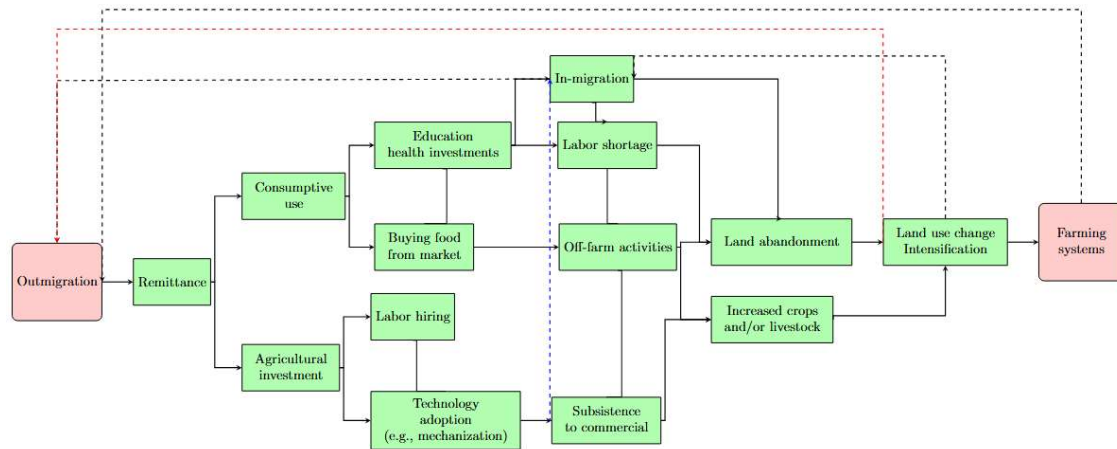 In-migration
Education
health investments
Labor shortage
Consumptive
use
Buying food
from market
Off-farm activities
Land abandonment
Land use change
Intensification
Farming
systems
Outmigration
Remittance
Labor hiring
Increased crops
and/or livestock
Agricultural
investment
Technology
adoption
(e.g., mechanization)
Subsistence
to commercial